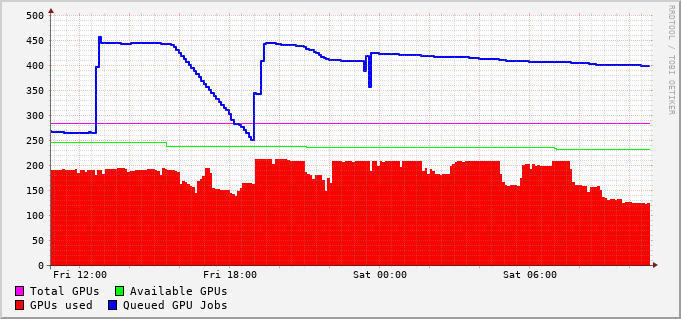 500
450
400
350
300
250
200
150
100
50
0
Fri 12:00 Fri 18:00 Sat 00:00 Sat 06:00
Total GPUs Available GPUs
GPUs used Queued GPU Jobs
RRDTOOL / TOBI OETIKER